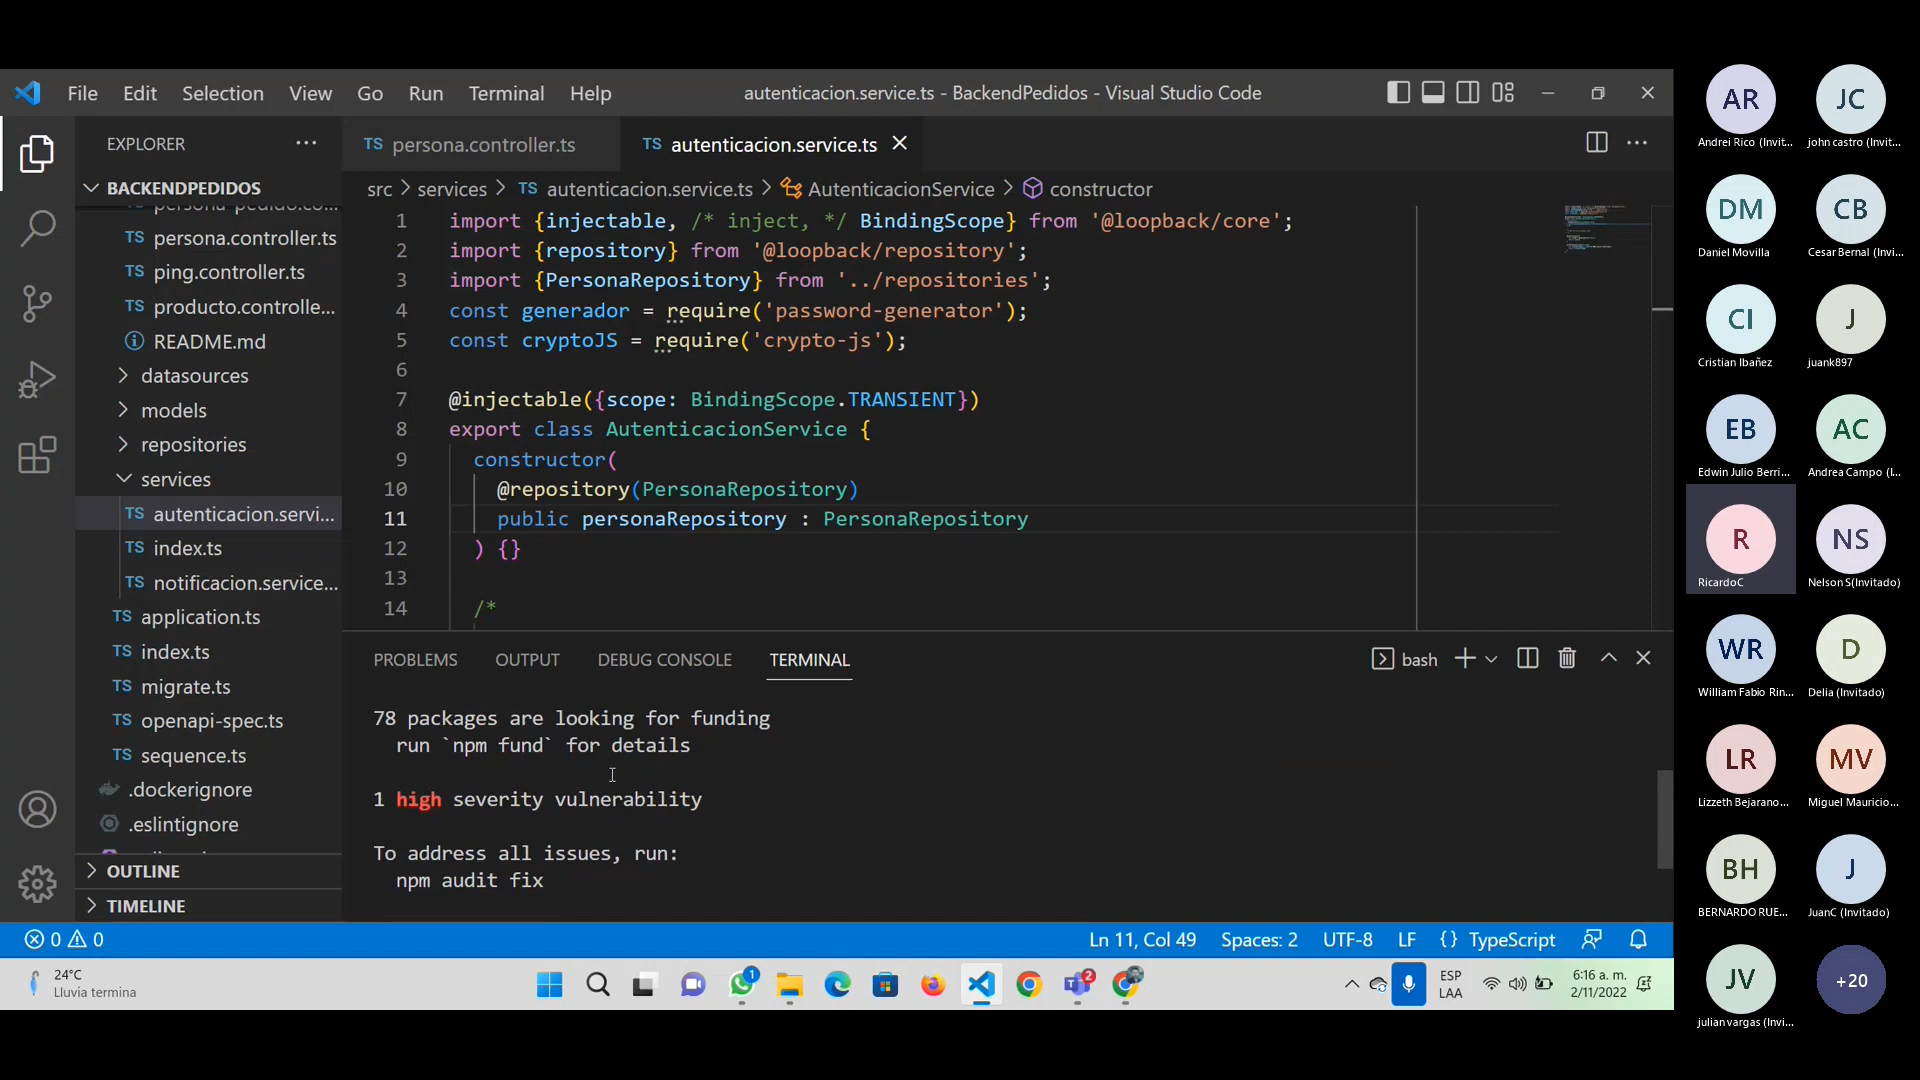 File Edit Selection View Go Run Terminal Help
autenticacion.service.ts - BackendPedidos - Visual Studio Code
EXPLORER
BACKENDPEDIDOS
persona-pedido.co...
TS persona.controller.ts
TS ping.controller.ts
TS producto.controlle...
README.md
datasources
models
repositories
services
TS autenticacion.servi...
TS index.ts
TS notificacion.service...
TS application.ts
TS index.ts
TS migrate.ts
TS openapi-spec.ts
TS sequence.ts
.dockerignore
.eslintignore
OUTLINE
TIMELINE
TS persona.controller.ts
TS autenticacion.service.ts
src > services > TS autenticacion.service.ts > AutenticacionService > constructor
1 import {injectable, /* inject, */ BindingScope} from '@loopback/core';
2 import {repository} from '@loopback/repository';
3 import {PersonaRepository} from '../repositories';
4 const generador = require('password-generator');
5 const cryptoJS = require('crypto-js');
6
7 @injectable({scope: BindingScope.TRANSIENT})
8 export class AutenticacionService {
9 constructor(
10 @repository(PersonaRepository)
11 public personaRepository : PersonaRepository
12 ) {}
13
14 /*
PROBLEMS OUTPUT DEBUG CONSOLE TERMINAL
bash
78 packages are looking for funding
run `npm fund` for details
1 high severity vulnerability
To address all issues, run:
npm audit fix
0 0
Ln 11, Col 49 Spaces: 2 UTF-8 LF {} TypeScript
24°C
Lluvia termina
1
2
ESP
LAA
6:16 a. m.
2/11/2022
AR
Andrei Rico (Invit...
JC
john castro (Invit...
DM
Daniel Movilla
CB
Cesar Bernal (Invi...
CI
Cristian Ibañez
J
juank897
EB
Edwin Julio Berri...
AC
Andrea Campo (I...
R
RicardoC
NS
Nelson S(Invitado)
WR
William Fabio Rin...
D
Delia (Invitado)
LR
Lizzeth Bejarano...
MV
Miguel Mauricio...
BH
BERNARDO RUE...
J
JuanC (Invitado)
JV
julian vargas (Invi...
+20